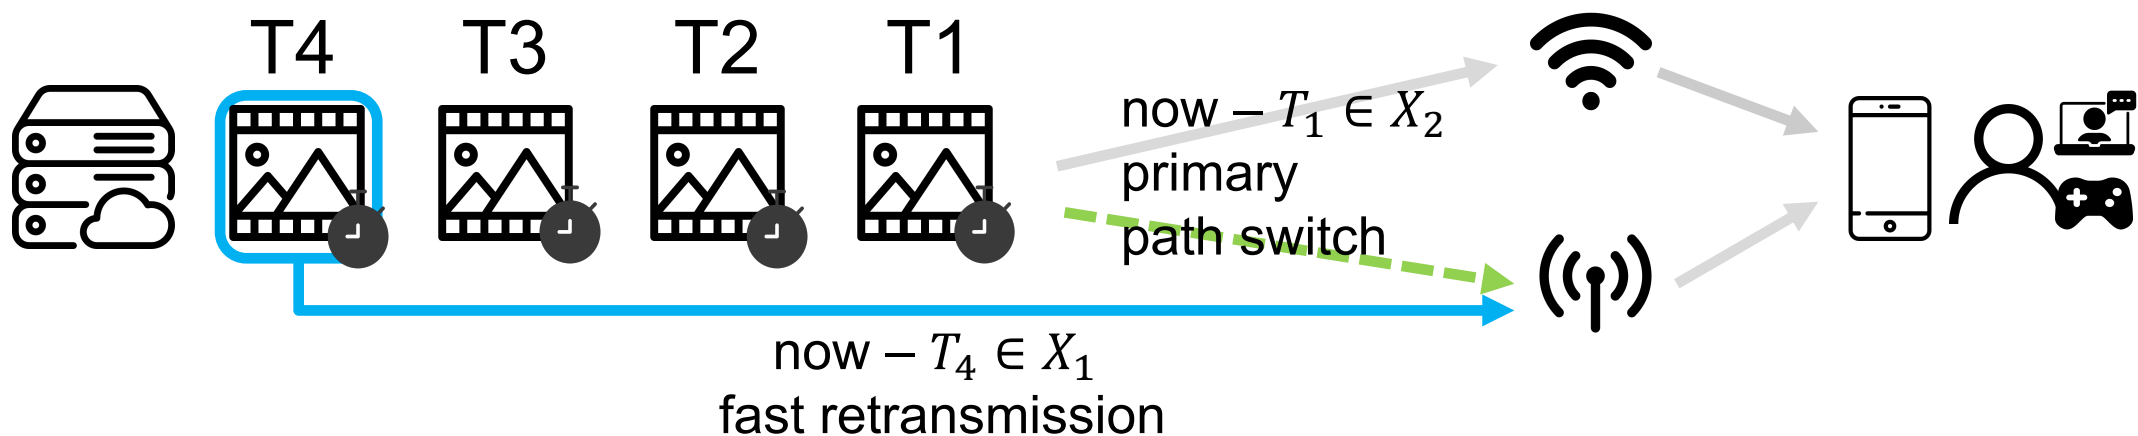 T4 T3 T2 T1
now – T₁ ∈ X₂
primary
path switch
now – T₄ ∈ X₁
fast retransmission